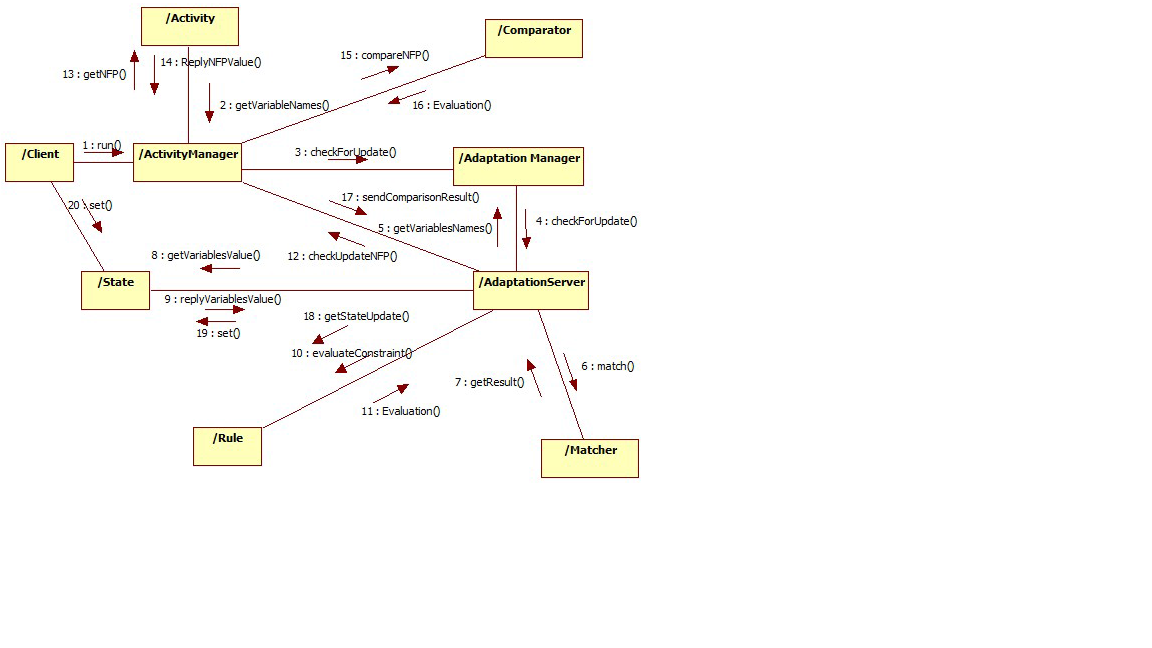 /Activity
/Comparator
15 : compareNFP()
14 : ReplyNFPValue()
13 : getNFP()
2 : getVariableNames()
16 : Evaluation()
1 : run()
/Client
/ActivityManager
3 : checkForUpdate()
/Adaptation Manager
17 : sendComparisonResult()
20 : set()
4 : checkForUpdate()
5 : getVariablesNames()
8 : getVariablesValue()
12 : checkUpdateNFP()
/State
/AdaptationServer
9 : replyVariablesValue()
18 : getStateUpdate()
19 : set()
10 : evaluateConstraint()
6 : match()
7 : getResult()
11 : Evaluation()
/Rule
/Matcher